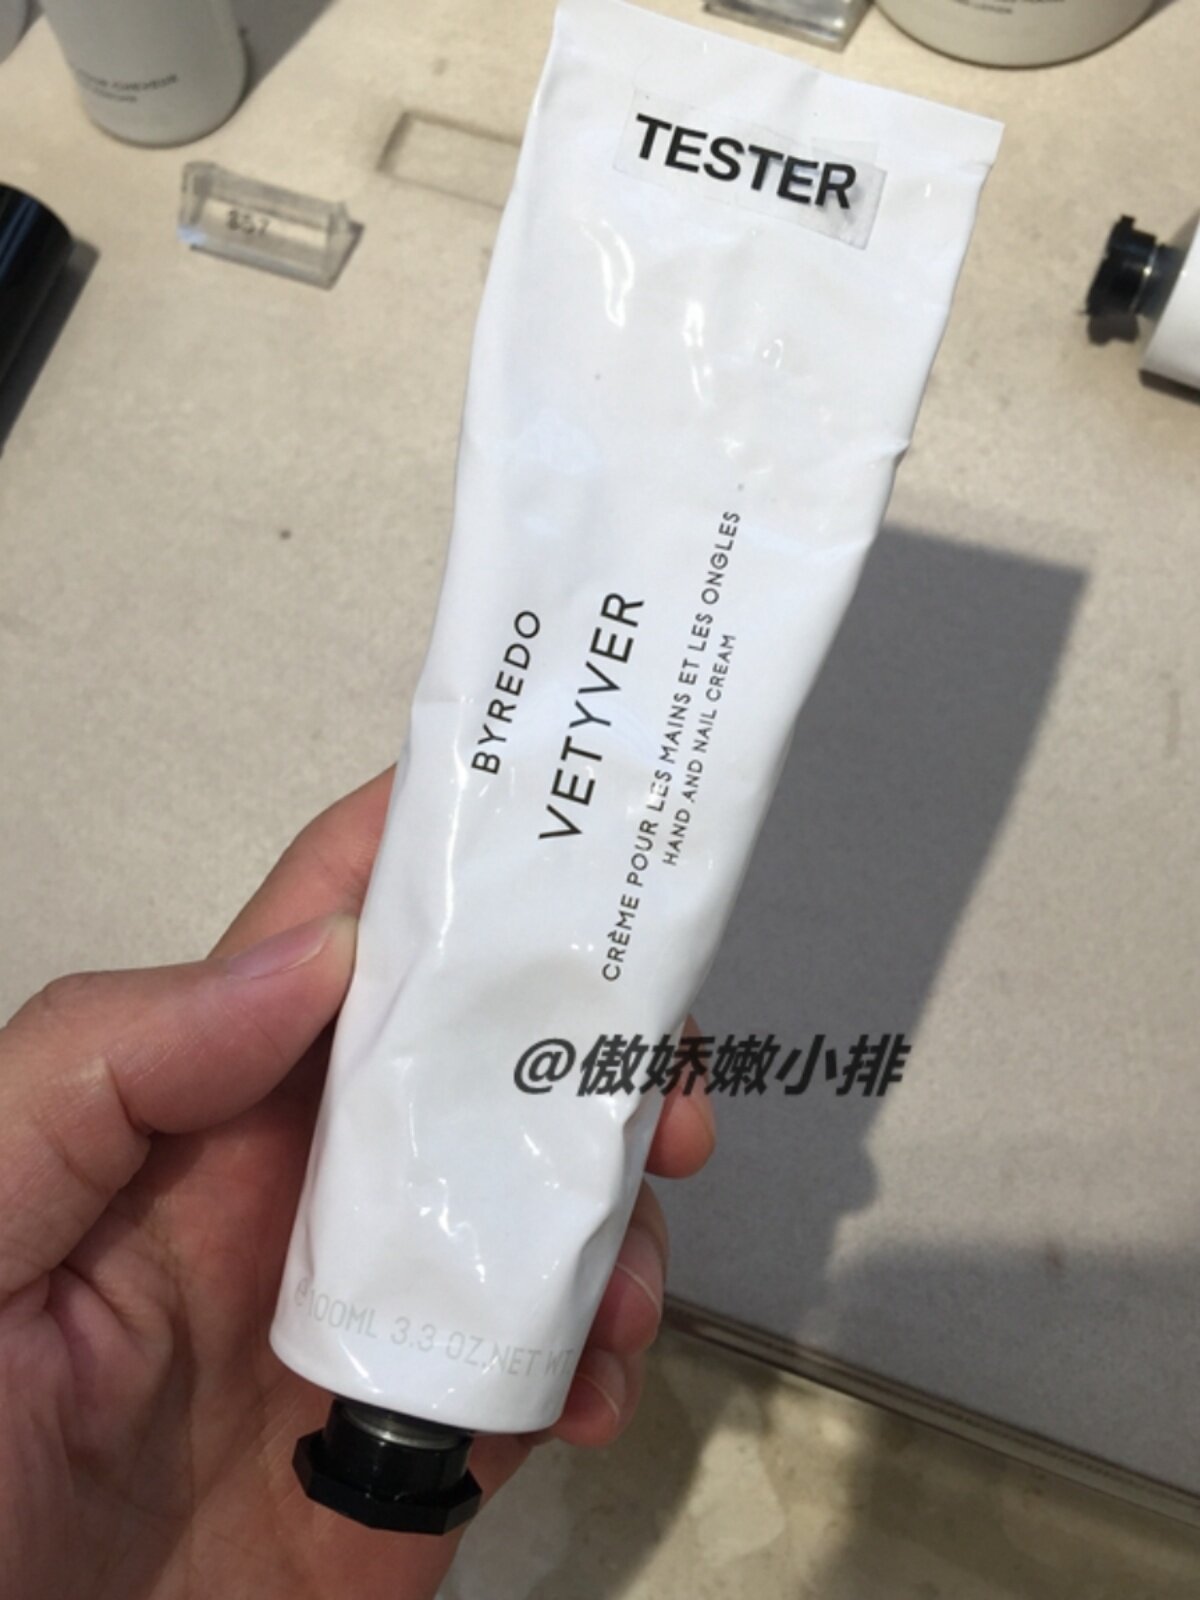 TESTER
$57
BYREDO
VETYVER
CRÈME POUR LES MAINS ET LES ONGLES
HAND AND NAIL CREAM
@傲娇嫩小排
100ML 3.3 OZ.NET WT